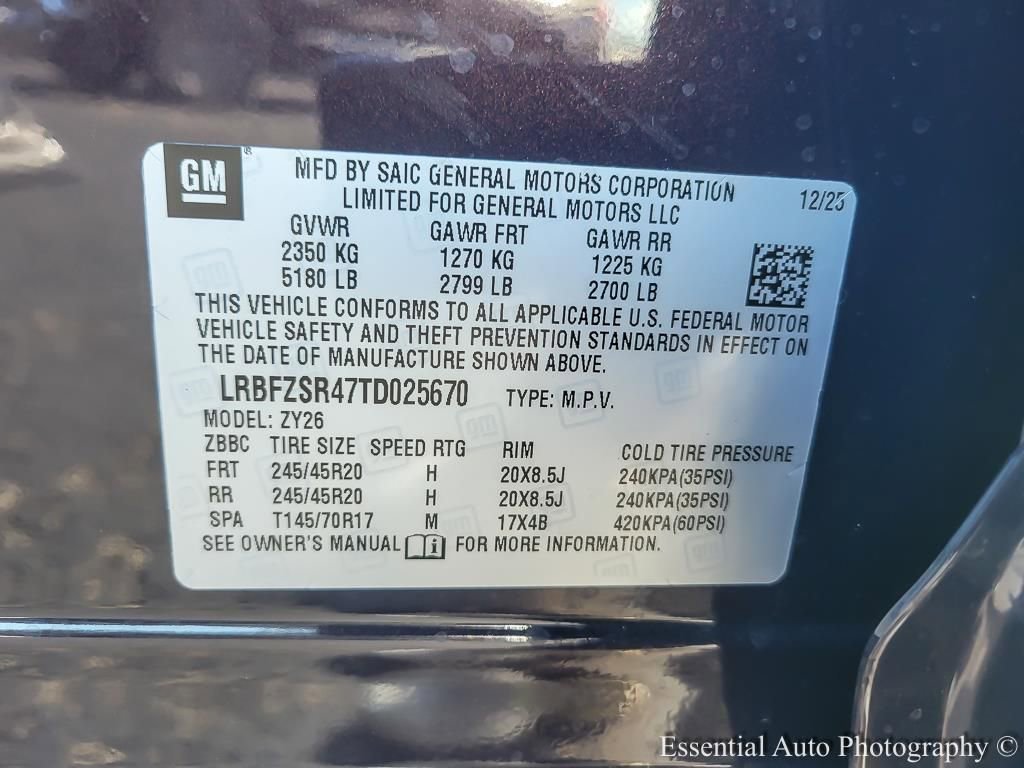 GM
MFD BY SAIC GENERAL MOTORS CORPORATION
LIMITED FOR GENERAL MOTORS LLC
12/25
GVWR GAWR FRT GAWR RR
2350 KG 1270 KG 1225 KG
5180 LB 2799 LB 2700 LB
THIS VEHICLE CONFORMS TO ALL APPLICABLE U.S. FEDERAL MOTOR
VEHICLE SAFETY AND THEFT PREVENTION STANDARDS IN EFFECT ON
THE DATE OF MANUFACTURE SHOWN ABOVE.
LRBFZSR47TD025670 TYPE: M.P.V.
MODEL: ZY26
ZBBC TIRE SIZE SPEED RTG RIM COLD TIRE PRESSURE
FRT 245/45R20 H 20X8.5J 240KPA(35PSI)
RR 245/45R20 H 20X8.5J 240KPA(35PSI)
SPA T145/70R17 M 17X4B 420KPA(60PSI)
SEE OWNER'S MANUAL FOR MORE INFORMATION.
Essential Auto Photography ©